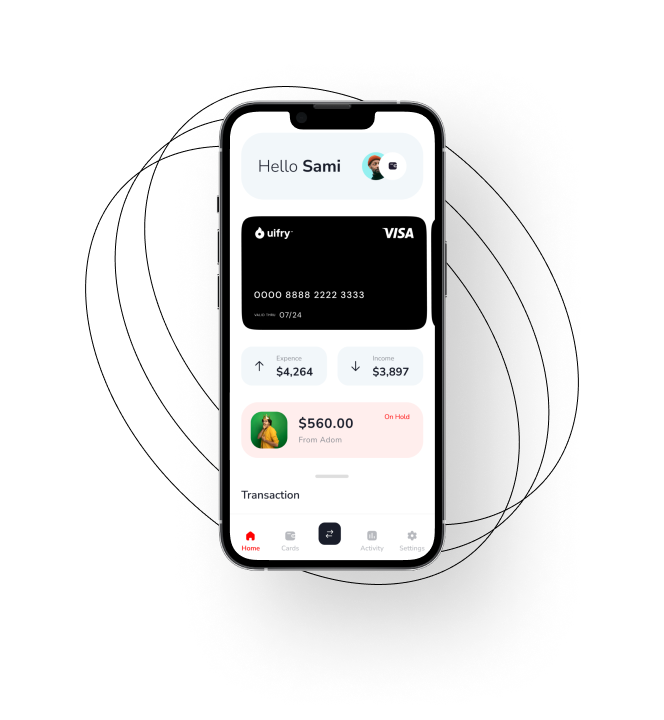 Hello Sami
uifry
VISA
0000 8888 2222 3333
VALID THRU 07/24
Expence
$4,264
Income
$3,897
$560.00
On Hold
From Adom
Transaction
Home
Cards
Activity
Settings